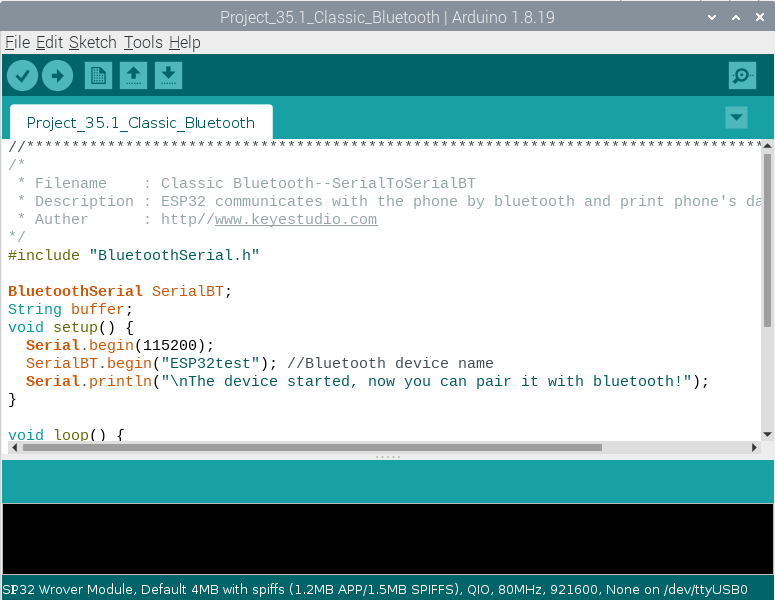 Project_35.1_Classic_Bluetooth | Arduino 1.8.19
File Edit Sketch Tools Help
Project_35.1_Classic_Bluetooth
//**********************************************************************************
/*
 * Filename    : Classic Bluetooth--SerialToSerialBT
 * Description : ESP32 communicates with the phone by bluetooth and print phone's da
 * Auther      : http//www.keyestudio.com
*/
#include "BluetoothSerial.h"
BluetoothSerial SerialBT;
String buffer;
void setup() {
  Serial.begin(115200);
  SerialBT.begin("ESP32test"); //Bluetooth device name
  Serial.println("\nThe device started, now you can pair it with bluetooth!");
}
void loop() {
SP32 Wrover Module, Default 4MB with spiffs (1.2MB APP/1.5MB SPIFFS), QIO, 80MHz, 921600, None on /dev/ttyUSB0